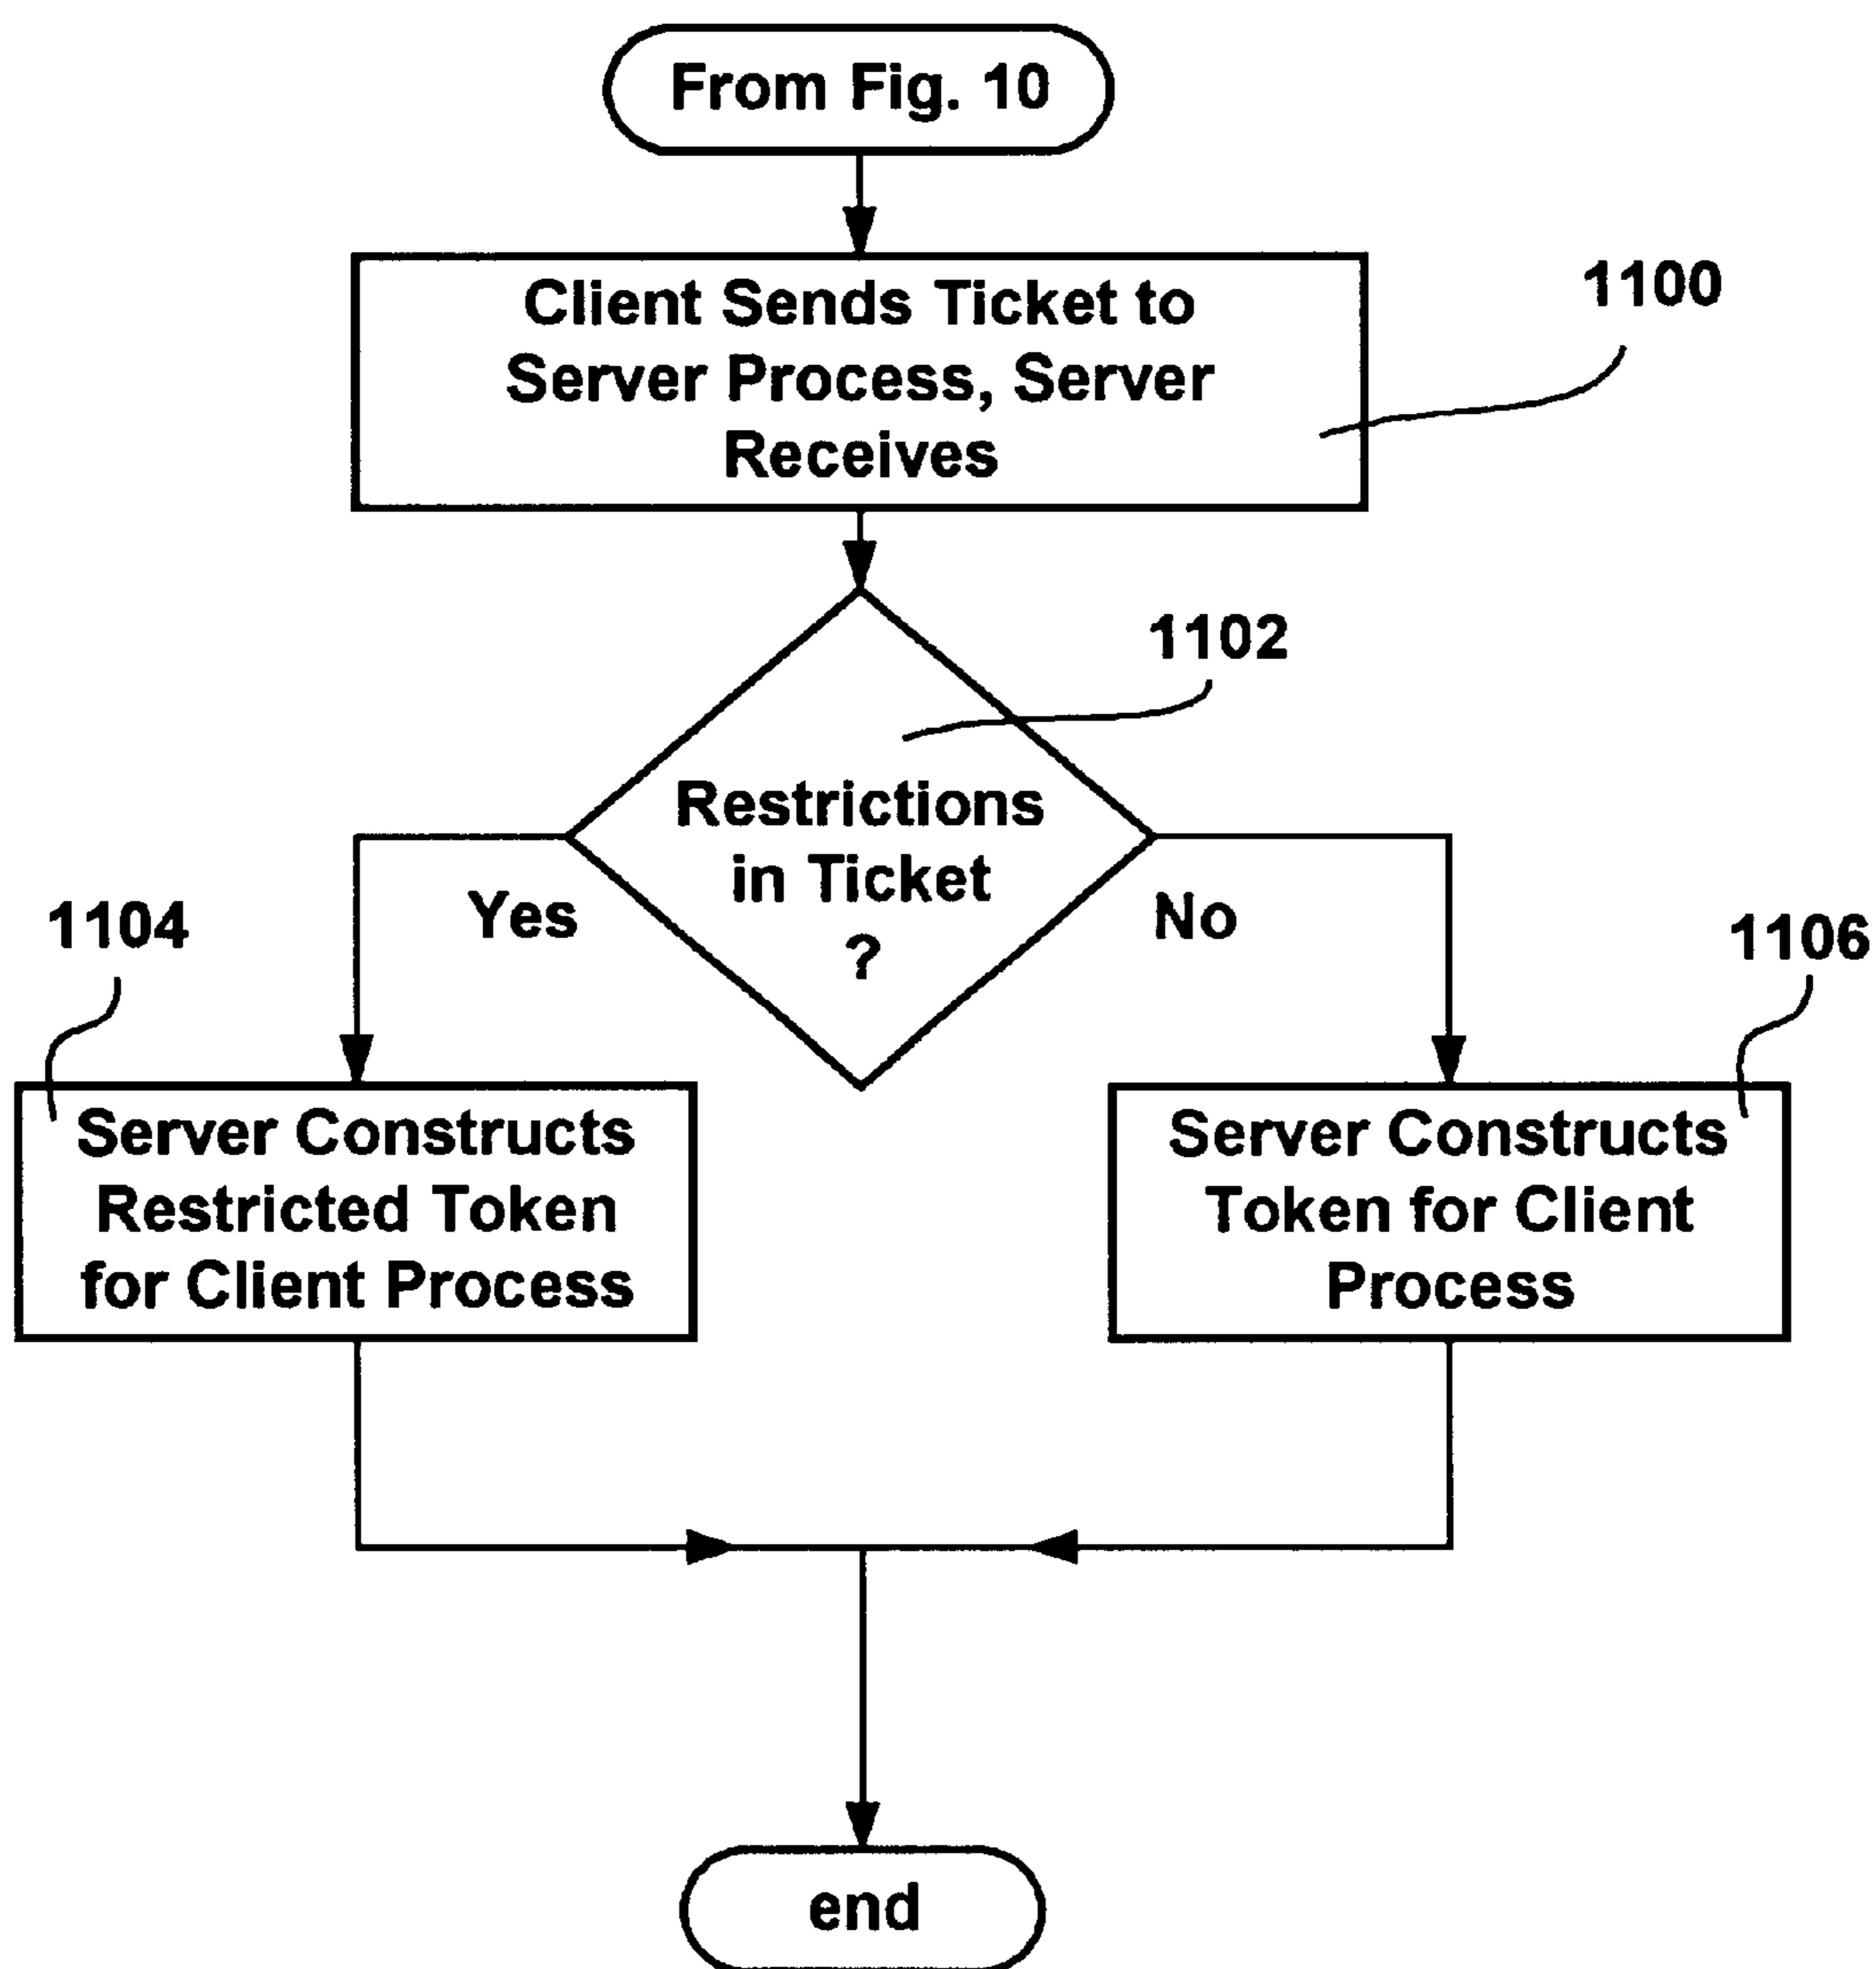 From Fig. 10
Client Sends Ticket to
Server Process, Server
Receives
1100
1102
Restrictions
in Ticket
?
Yes
No
1104
1106
Server Constructs
Restricted Token
for Client Process
Server Constructs
Token for Client
Process
end